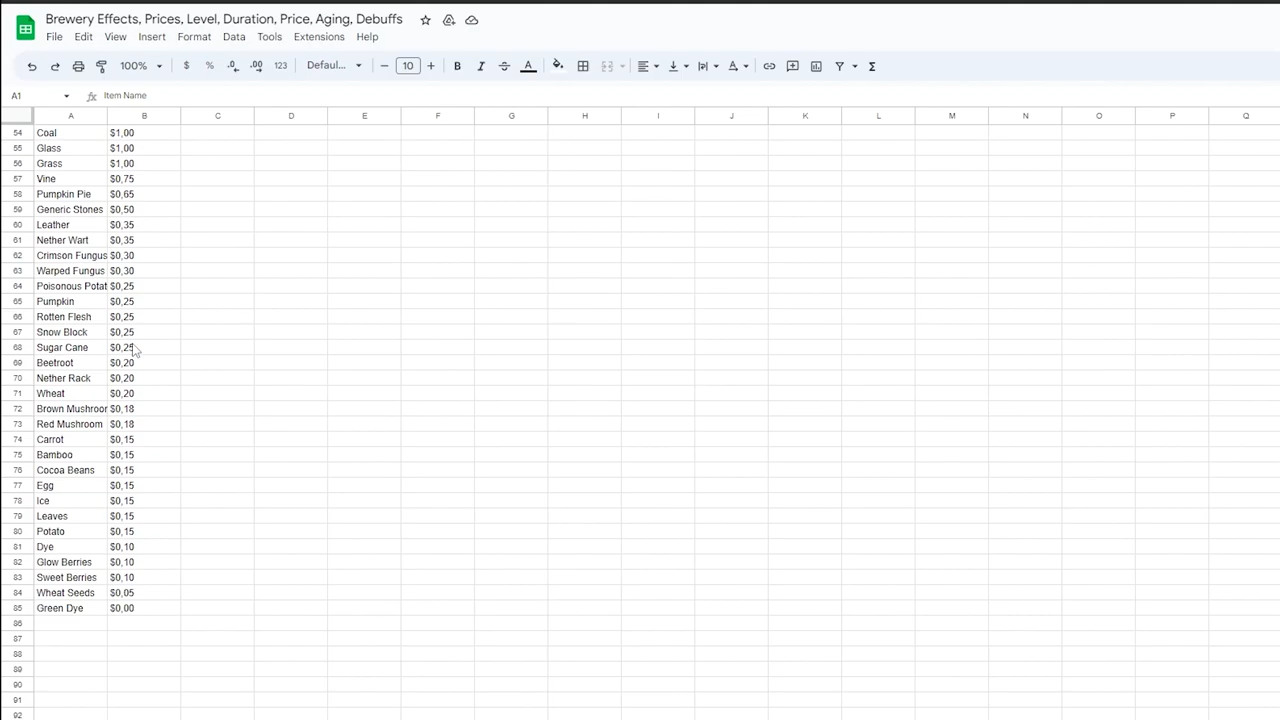 Brewery Effects, Prices, Level, Duration, Price, Aging, Debuffs
File Edit View Insert Format Data Tools Extensions Help
100% $ % .0 .00 123 Defaul... 10 B I A
A1 fx Item Name
A B C D E F G H I J K L M N O P Q
54 Coal $1,00
55 Glass $1,00
56 Grass $1,00
57 Vine $0,75
58 Pumpkin Pie $0,65
59 Generic Stones $0,50
60 Leather $0,35
61 Nether Wart $0,35
62 Crimson Fungus $0,30
63 Warped Fungus $0,30
64 Poisonous Potat $0,25
65 Pumpkin $0,25
66 Rotten Flesh $0,25
67 Snow Block $0,25
68 Sugar Cane $0,25
69 Beetroot $0,20
70 Nether Rack $0,20
71 Wheat $0,20
72 Brown Mushroor $0,18
73 Red Mushroom $0,18
74 Carrot $0,15
75 Bamboo $0,15
76 Cocoa Beans $0,15
77 Egg $0,15
78 Ice $0,15
79 Leaves $0,15
80 Potato $0,15
81 Dye $0,10
82 Glow Berries $0,10
83 Sweet Berries $0,10
84 Wheat Seeds $0,05
85 Green Dye $0,00
86
87
88
89
90
91
92